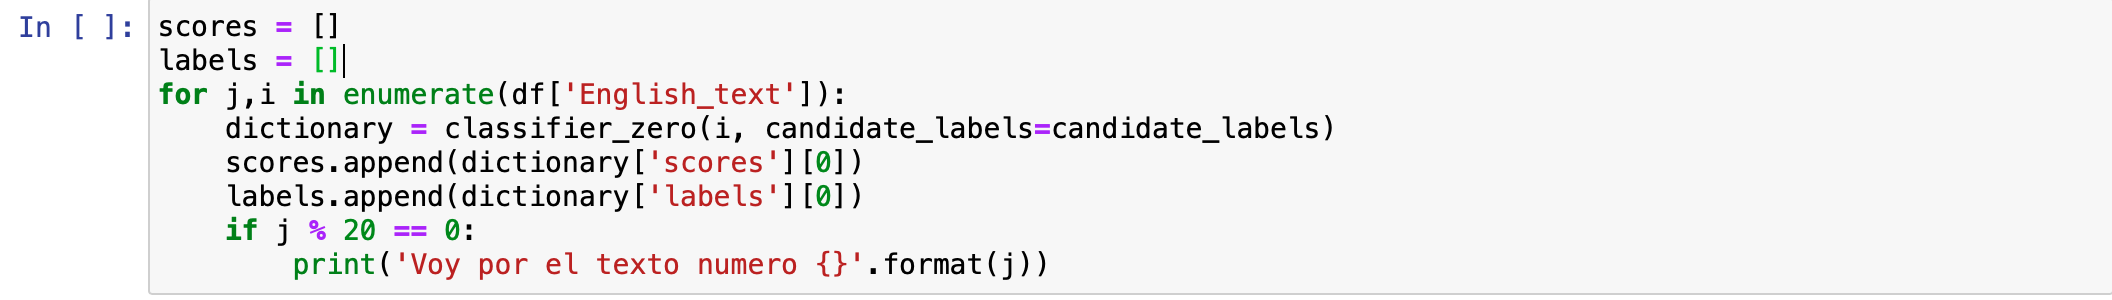 In [ ]: scores = []
labels = []
for j,i in enumerate(df['English_text']):
    dictionary = classifier_zero(i, candidate_labels=candidate_labels)
    scores.append(dictionary['scores'][0])
    labels.append(dictionary['labels'][0])
    if j % 20 == 0:
        print('Voy por el texto numero {}'.format(j))